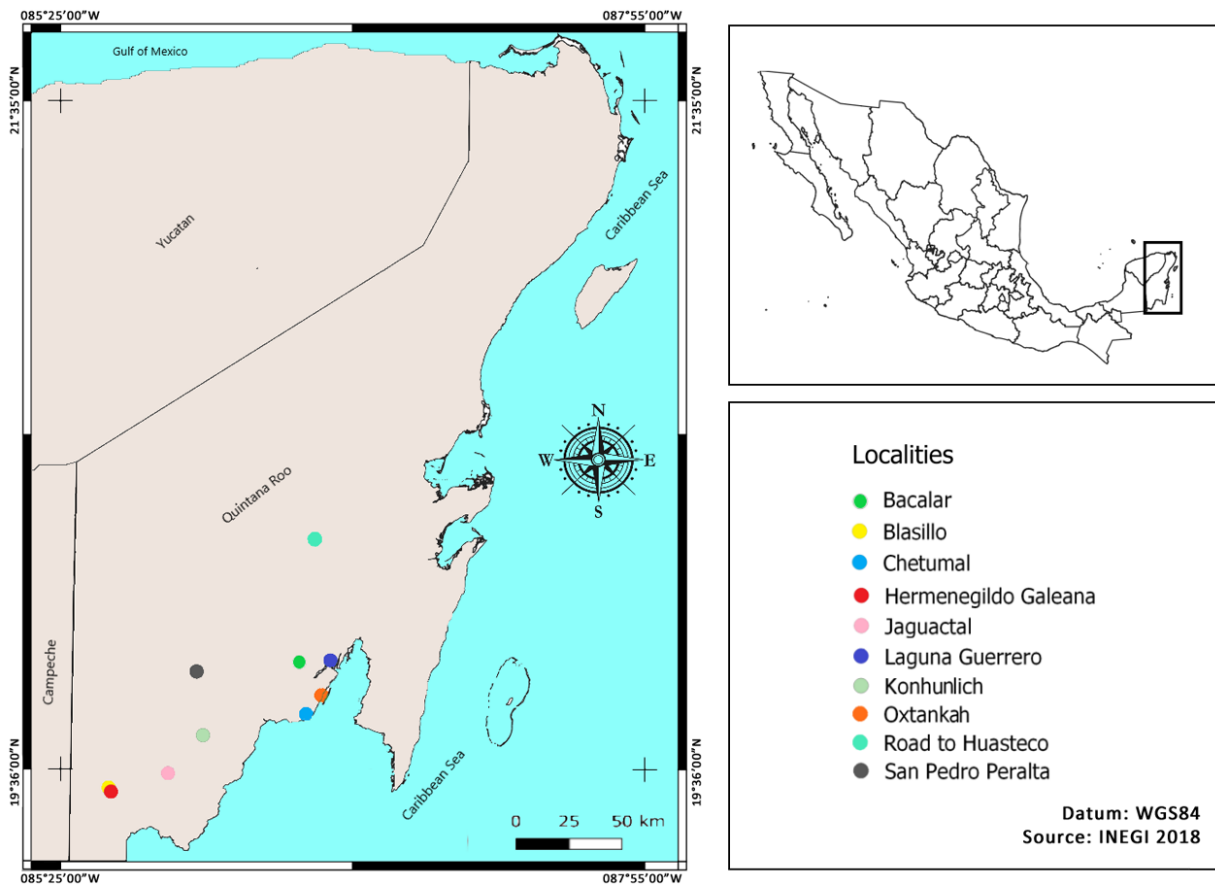 085°25'00"W
087°55'00"W
Gulf of Mexico
21°35'00"N
21°35'00"N
Yucatan
Caribbean Sea
N
W
E
S
Quintana Roo
Campeche
19°36'00"N
19°36'00"N
Caribbean Sea
0 25 50 km
085°25'00"W
087°55'00"W
Localities
Bacalar
Blasillo
Chetumal
Hermenegildo Galeana
Jaguactal
Laguna Guerrero
Konhunlich
Oxtankah
Road to Huasteco
San Pedro Peralta
Datum: WGS84
Source: INEGI 2018